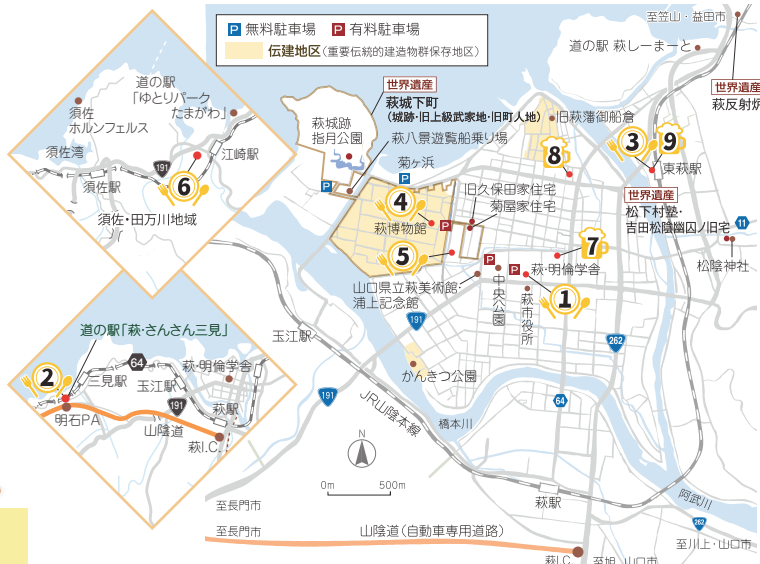 P 無料駐車場 P 有料駐車場
伝建地区(重要伝統的建造物群保存地区)
至笠山・益田市
道の駅 萩しーまーと
世界遺産
萩反射炉
世界遺産
萩城下町
(城跡・旧上級武家地・旧町人地)
萩城跡
指月公園
萩八景遊覧船乗り場
菊ヶ浜
旧萩藩御船倉
8
3
9
東萩駅
世界遺産
松下村塾・
吉田松陰幽囚ノ旧宅
11
松陰神社
P
P
4
萩博物館
P
旧久保田家住宅
菊屋家住宅
5
7
P
P
萩・明倫学舎
山口県立萩美術館・
浦上記念館
中央公園
萩市役所
1
191
262
かんきつ公園
191
64
玉江駅
JR山陰本線
橋本川
N
0m 500m
萩駅
阿武川
262
至長門市
至長門市
山陰道(自動車専用道路)
萩I.C.
至旭・山口市
至川上・山口市
道の駅
「ゆとりパーク
たまがわ」
須佐
ホルンフェルス
須佐湾
191
江崎駅
須佐駅
6
須佐・田万川地域
道の駅「萩・さんさん三見」
64
萩・明倫学舎
2
三見駅
玉江駅
191
萩駅
明石PA
山陰道
萩I.C.